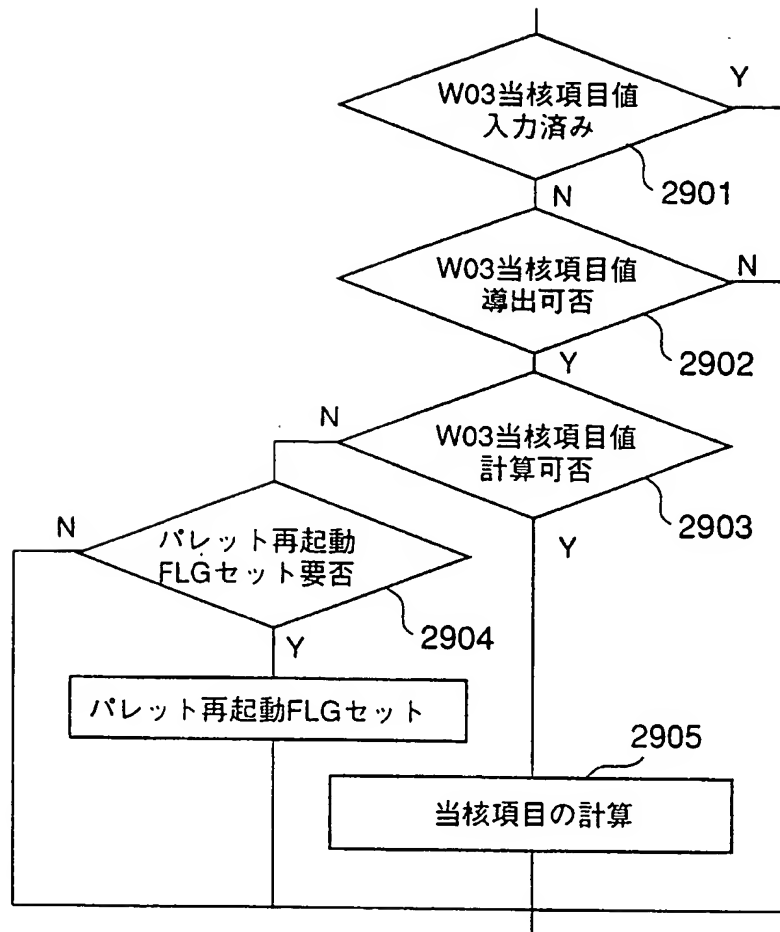 W03当核項目値
入力済み
Y
2901
N
W03当核項目値
導出可否
N
2902
Y
W03当核項目値
計算可否
N
2903
Y
パレット再起動
FLGセット要否
N
2904
Y
パレット再起動FLGセット
2905
当核項目の計算